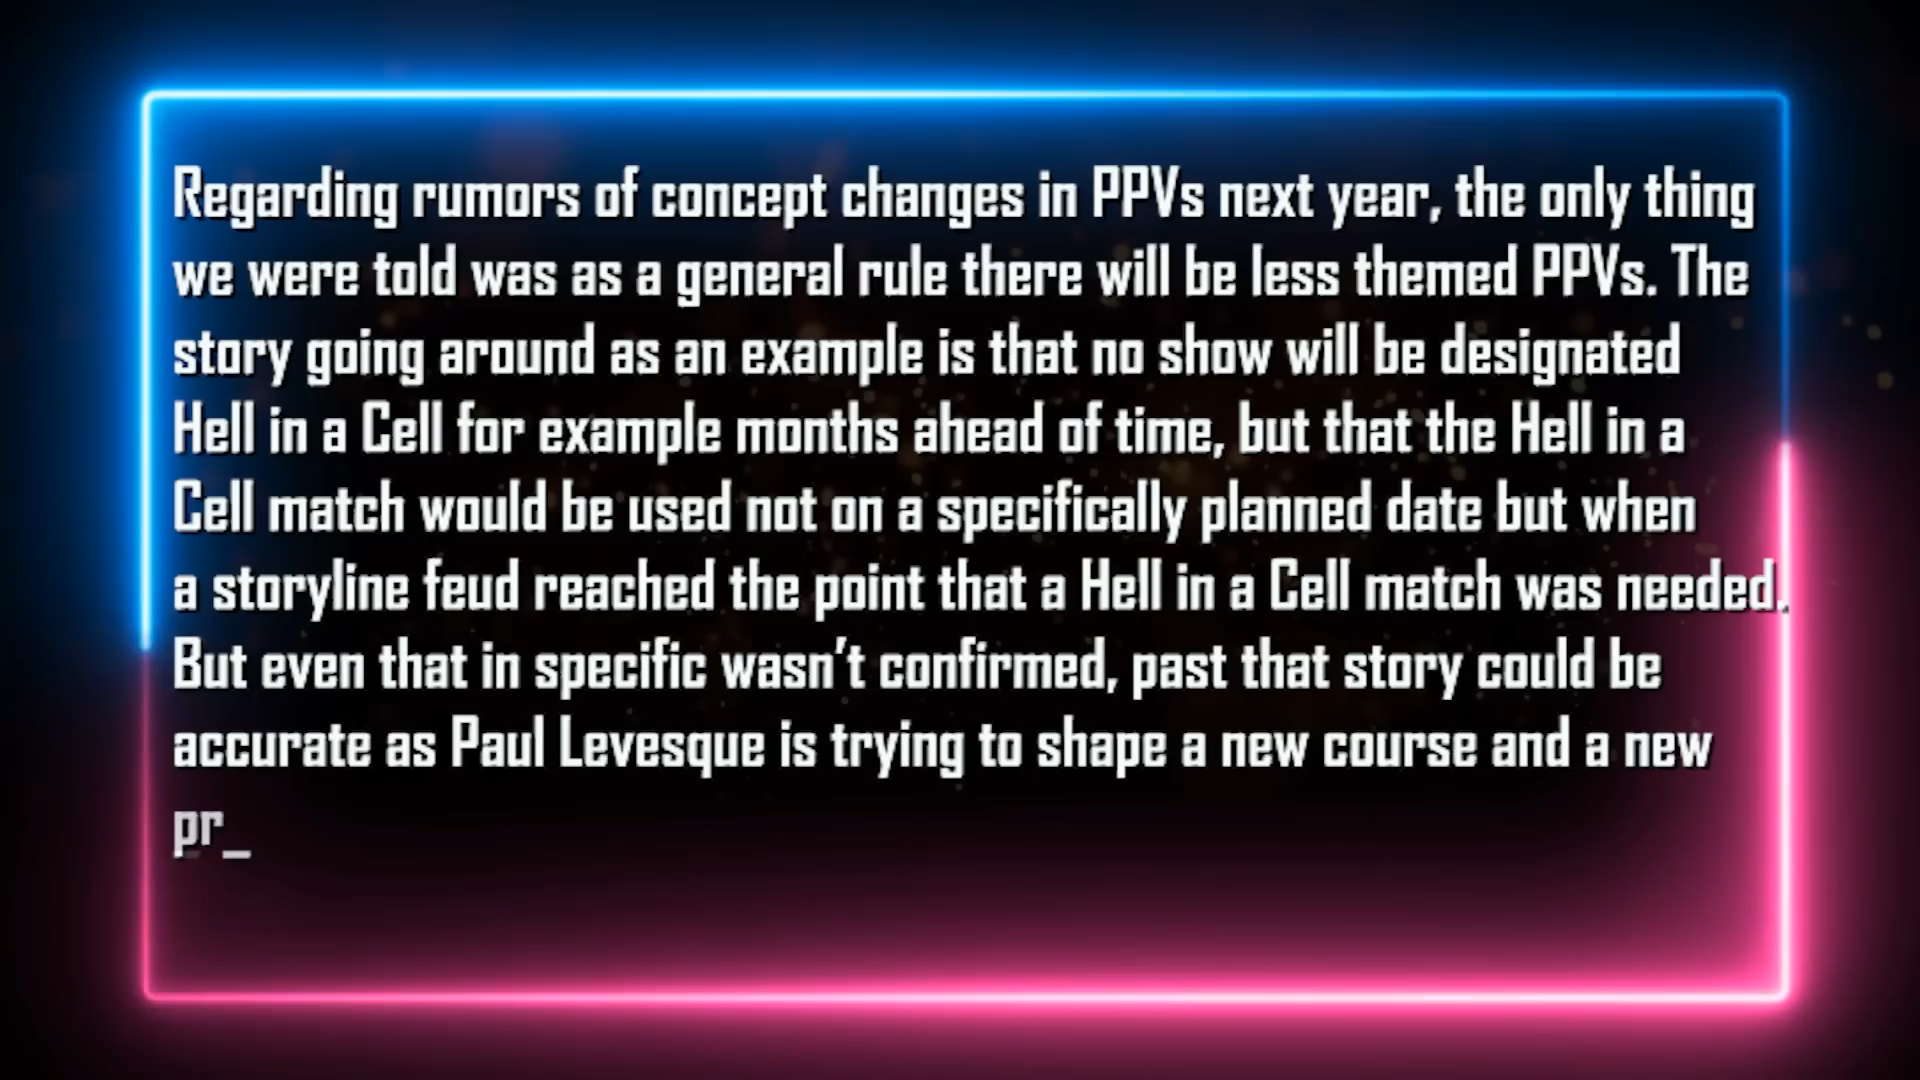 Regarding rumors of concept changes in PPVs next year, the only thing
we were told was as a general rule there will be less themed PPVs. The
story going around as an example is that no show will be designated
Hell in a Cell for example months ahead of time, but that the Hell in a
Cell match would be used not on a specifically planned date but when
a storyline feud reached the point that a Hell in a Cell match was needed.
But even that in specific wasn't confirmed, past that story could be
accurate as Paul Levesque is trying to shape a new course and a new
pr_